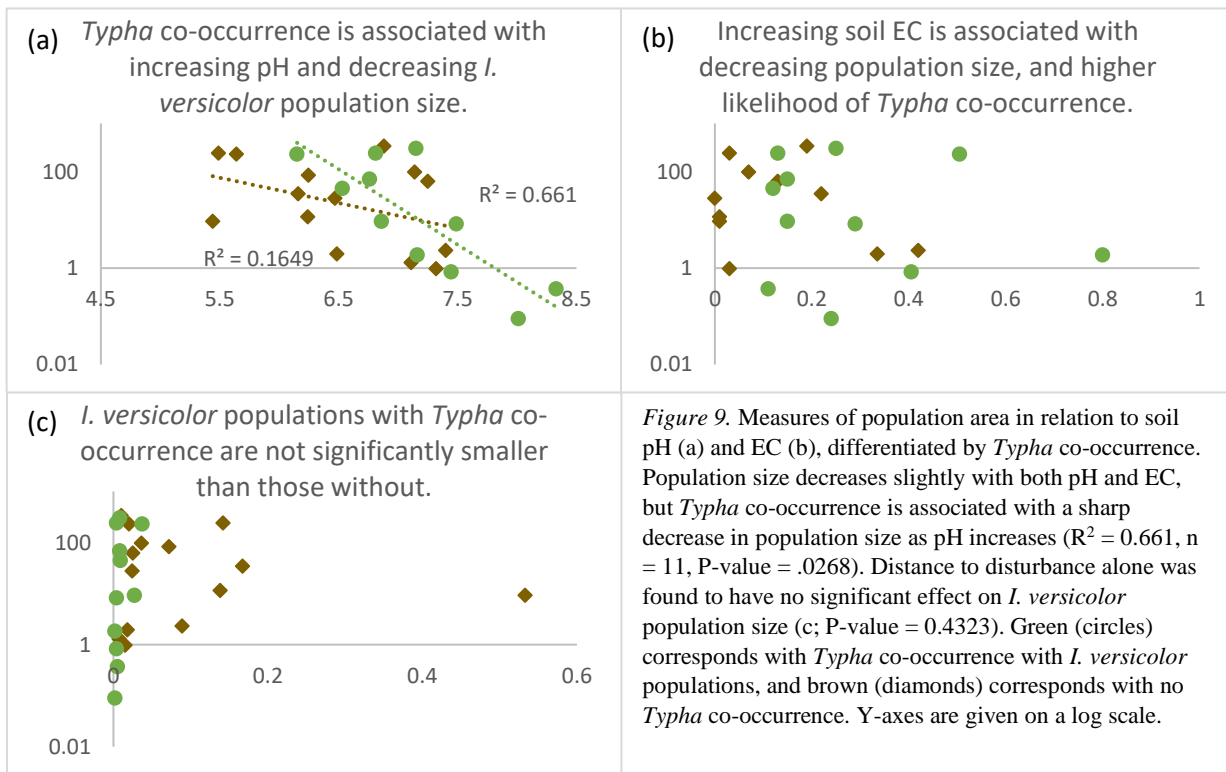 (a)
Typha co-occurrence is associated with
increasing pH and decreasing I.
versicolor population size.
100
1
0.01
4.5 5.5 6.5 7.5 8.5
R² = 0.661
R² = 0.1649
(b)
Increasing soil EC is associated with
decreasing population size, and higher
likelihood of Typha co-occurrence.
100
1
0.01
0 0.2 0.4 0.6 0.8 1
(c)
I. versicolor populations with Typha co-
occurrence are not significantly smaller
than those without.
100
1
0.01
0 0.2 0.4 0.6
Figure 9. Measures of population area in relation to soil
pH (a) and EC (b), differentiated by Typha co-occurrence.
Population size decreases slightly with both pH and EC,
but Typha co-occurrence is associated with a sharp
decrease in population size as pH increases (R² = 0.661, n
= 11, P-value = .0268). Distance to disturbance alone was
found to have no significant effect on I. versicolor
population size (c; P-value = 0.4323). Green (circles)
corresponds with Typha co-occurrence with I. versicolor
populations, and brown (diamonds) corresponds with no
Typha co-occurrence. Y-axes are given on a log scale.